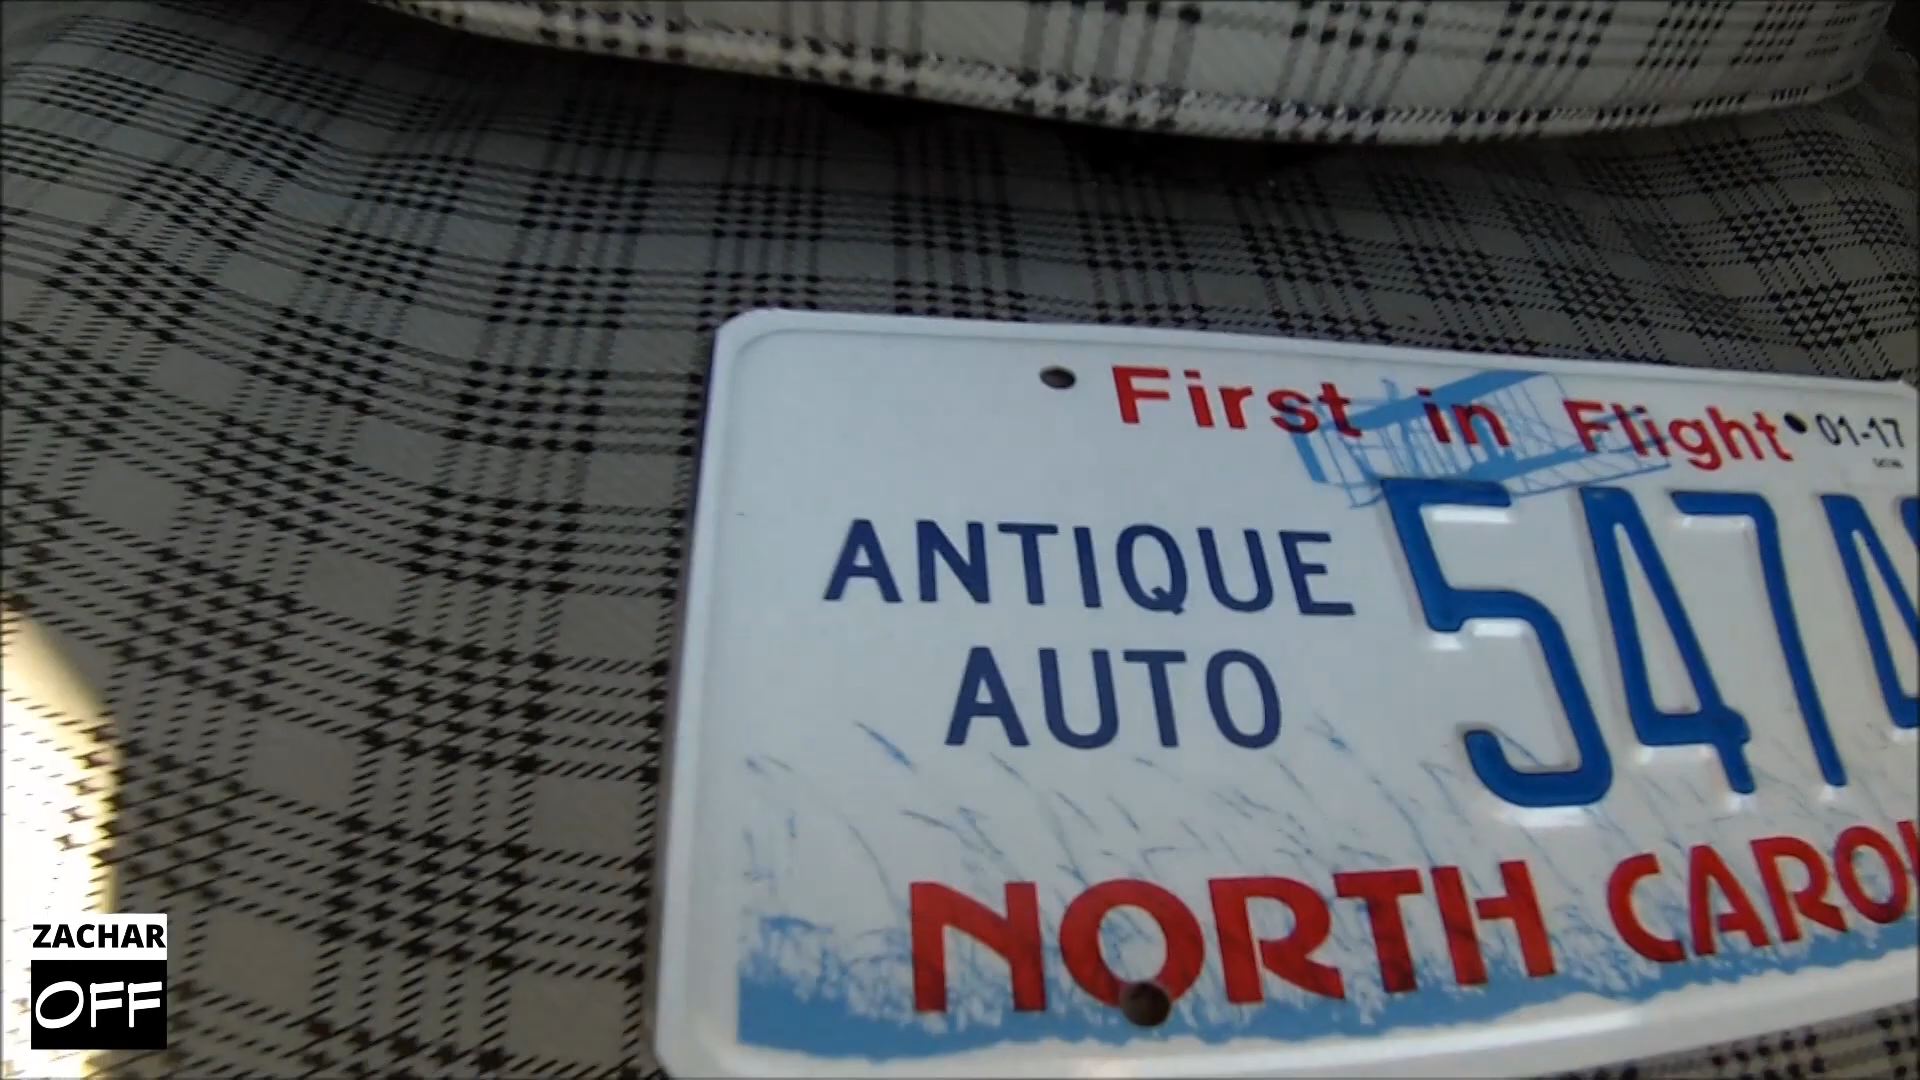 First in Flight 01-17
ANTIQUE
AUTO
547
NORTH CARO
ZACHAR
OFF